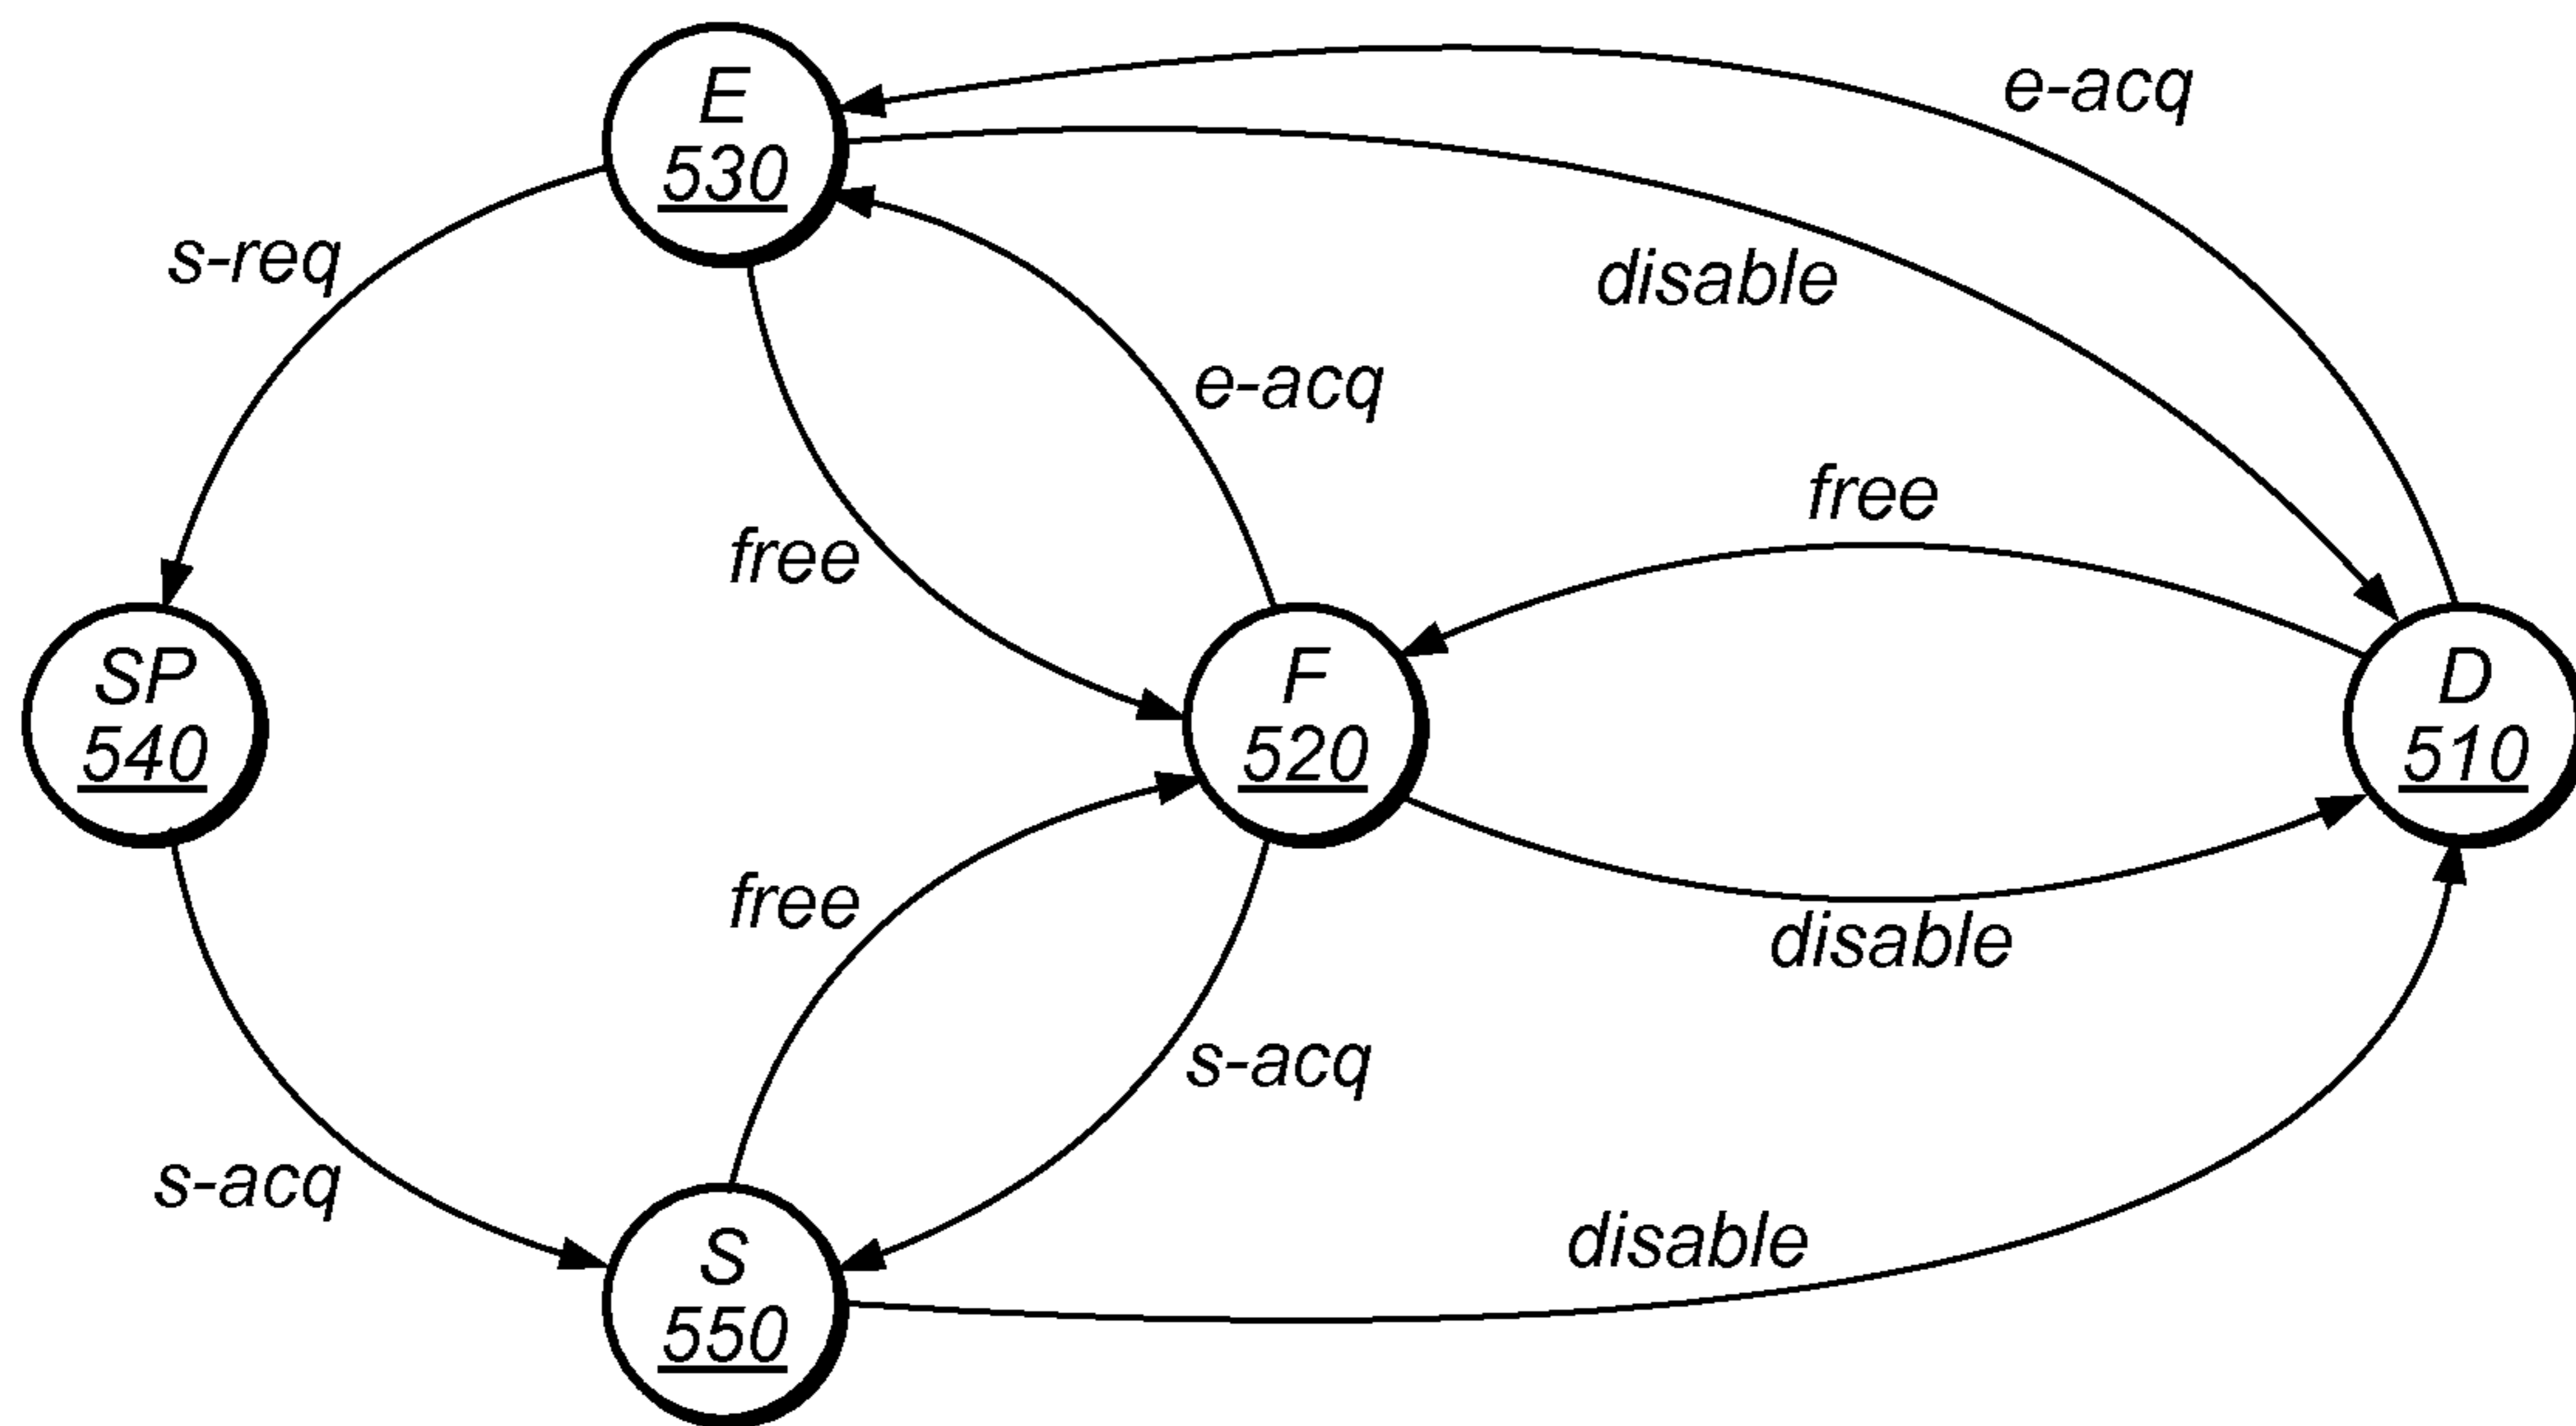 E
530
e-acq
s-req
disable
e-acq
free
free
SP
540
F
520
D
510
free
disable
s-acq
s-acq
S
550
disable